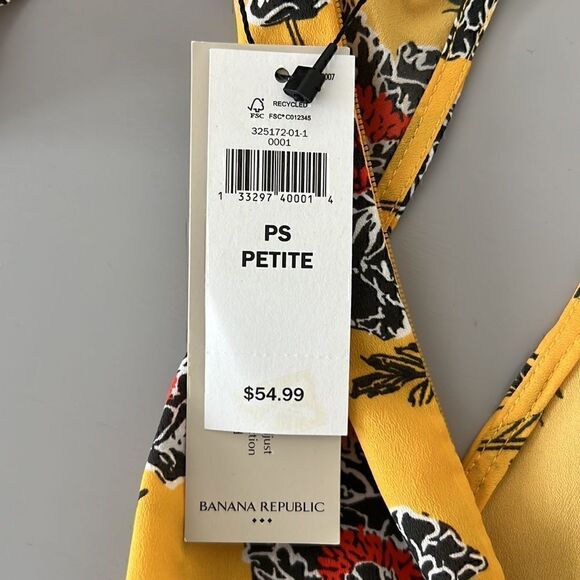 007
RECYCLED
FSC FSC® C012345
325172-01-1
0001
1 33297 40001 4
PS
PETITE
$54.99
just
BANANA REPUBLIC